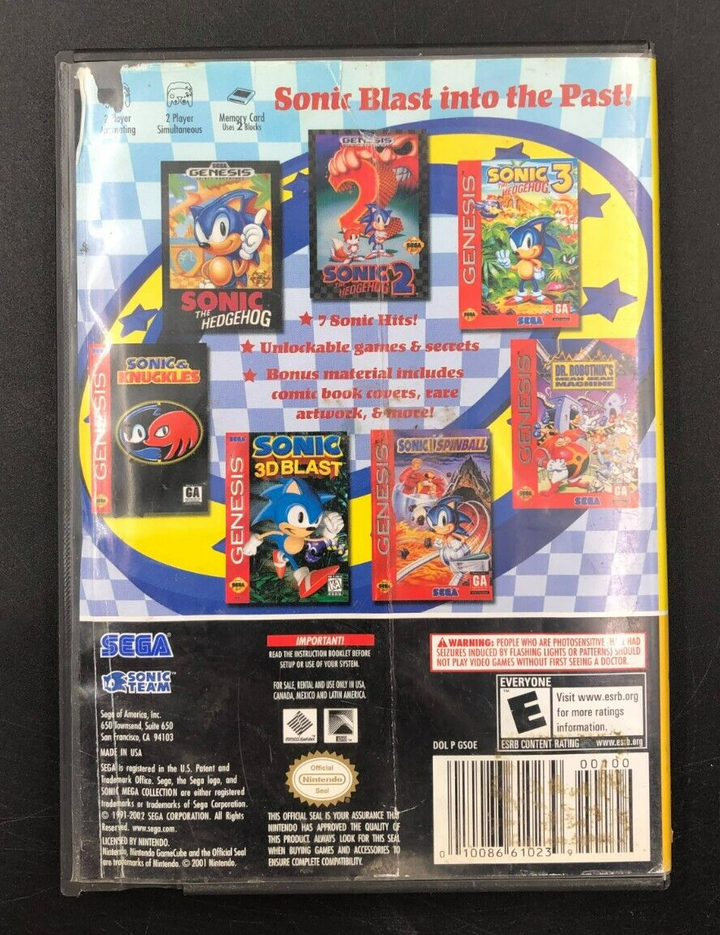 Sonic Blast into the Past!
2 Player
Alternating
2 Player
Simultaneous
Memory Card
Uses 2 Blocks
SEGA
GENESIS
SONIC
THE
HEDGEHOG
GENESIS
2
SEGA
SONIC
THE
HEDGEHOG 2
GENESIS
SONIC
THE
HEDGEHOG 3
SEGA
GA
★ 7 Sonic Hits!
★ Unlockable games & secrets
★ Bonus material includes
comic book covers, rare
artwork, & more!
GENESIS
SONIC &
KNUCKLES
GA
GENESIS
DR. ROBOTNIK'S
MEAN BEAN
MACHINE
SEGA
GA
SEGA
GENESIS
SONIC
3D BLAST
GENESIS
SONIC SPINBALL
SEGA
GA
SEGA
SONIC
TEAM
Sega of America, Inc.
650 Townsend, Suite 650
San Francisco, CA 94103
MADE IN USA
SEGA is registered in the U.S. Patent and
Trademark Office. Sega, the Sega logo, and
SONIC MEGA COLLECTION are either registered
trademarks or trademarks of Sega Corporation.
© 1991-2002 SEGA CORPORATION. All Rights
Reserved. www.sega.com.
LICENSED BY NINTENDO.
Nintendo, Nintendo GameCube and the Official Seal
are trademarks of Nintendo. © 2001 Nintendo.
IMPORTANT!
READ THE INSTRUCTION BOOKLET BEFORE
SETUP OR USE OF YOUR SYSTEM.
FOR SALE, RENTAL AND USE ONLY IN USA,
CANADA, MEXICO AND LATIN AMERICA.
Official
Nintendo
Seal
THIS OFFICIAL SEAL IS YOUR ASSURANCE THAT
NINTENDO HAS APPROVED THE QUALITY OF
THIS PRODUCT. ALWAYS LOOK FOR THIS SEAL
WHEN BUYING GAMES AND ACCESSORIES TO
ENSURE COMPLETE COMPATIBILITY.
WARNING: PEOPLE WHO ARE PHOTOSENSITIVE HAD
SEIZURES INDUCED BY FLASHING LIGHTS OR PATTERNS) SHOULD
NOT PLAY VIDEO GAMES WITHOUT FIRST SEEING A DOCTOR.
EVERYONE
E
Visit www.esrb.org
for more ratings
information.
ESRB CONTENT RATING www.esrb.org
DOL P GSOE
00100
0 10086 61023 9